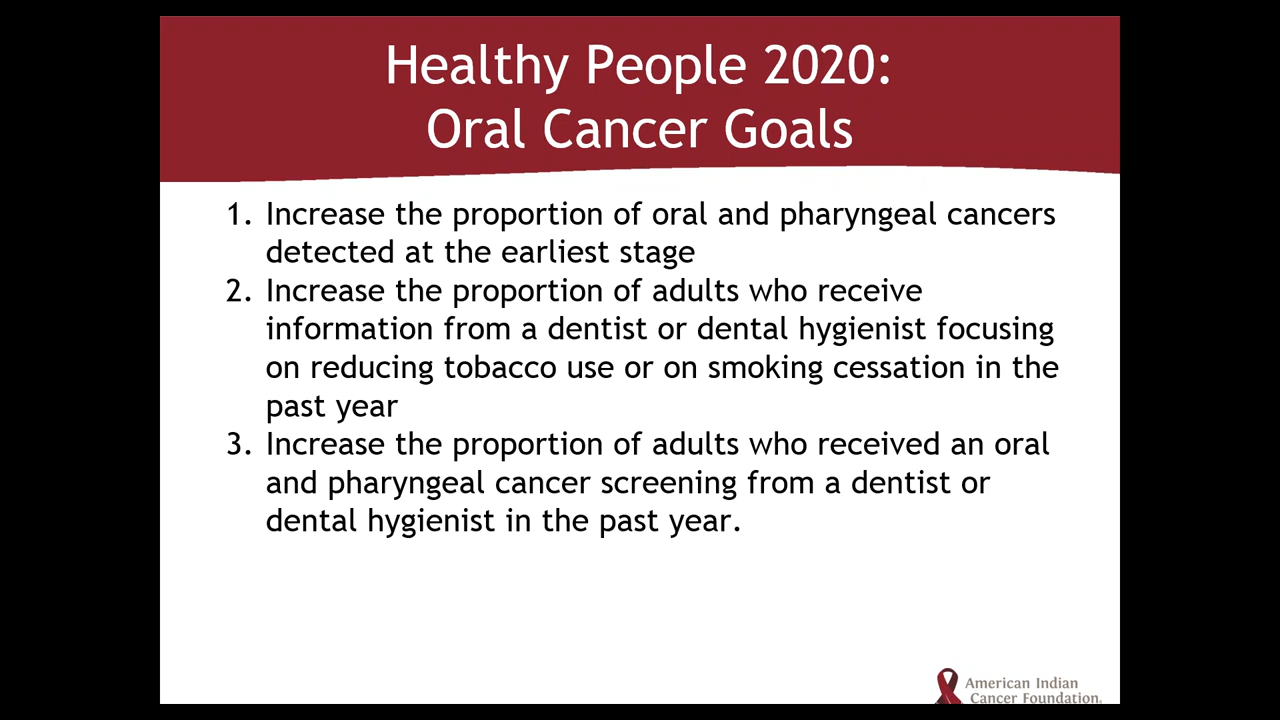 Healthy People 2020:
Oral Cancer Goals
1. Increase the proportion of oral and pharyngeal cancers
detected at the earliest stage
2. Increase the proportion of adults who receive
information from a dentist or dental hygienist focusing
on reducing tobacco use or on smoking cessation in the
past year
3. Increase the proportion of adults who received an oral
and pharyngeal cancer screening from a dentist or
dental hygienist in the past year.
American Indian
Cancer Foundation.